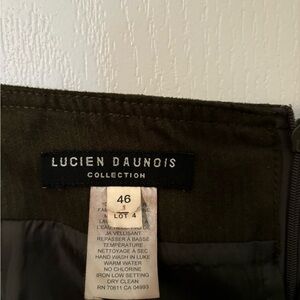 LUCIEN DAUNOIS
COLLECTION
46
LOT 4
REPASSER A BASSE
TEMPERATURE
NETTOYAGE A SEC
HAND WASH IN LUKE
WARM WATER
NO CHLORINE
IRON LOW SETTING
DRY CLEAN
RN 70811 CA 04993